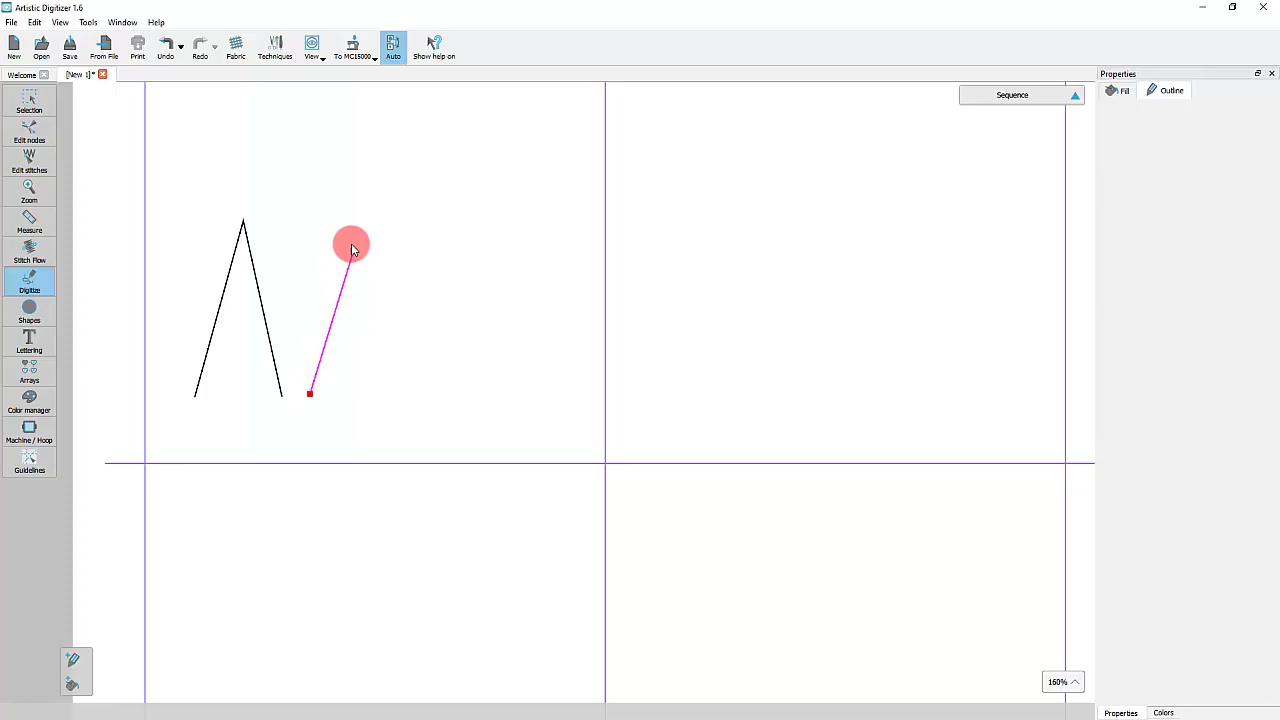 Artistic Digitizer 1.6
File Edit View Tools Window Help
New Open Save From File Print Undo Redo Fabric Techniques View To MC15000 Auto Show help on
Welcome [New 1]* Properties
Fill Outline
Sequence
Selection
Edit nodes
Edit stitches
Zoom
Measure
Stitch Flow
Digitize
Shapes
Lettering
Arrays
Color manager
Machine / Hoop
Guidelines
160%
Properties Colors